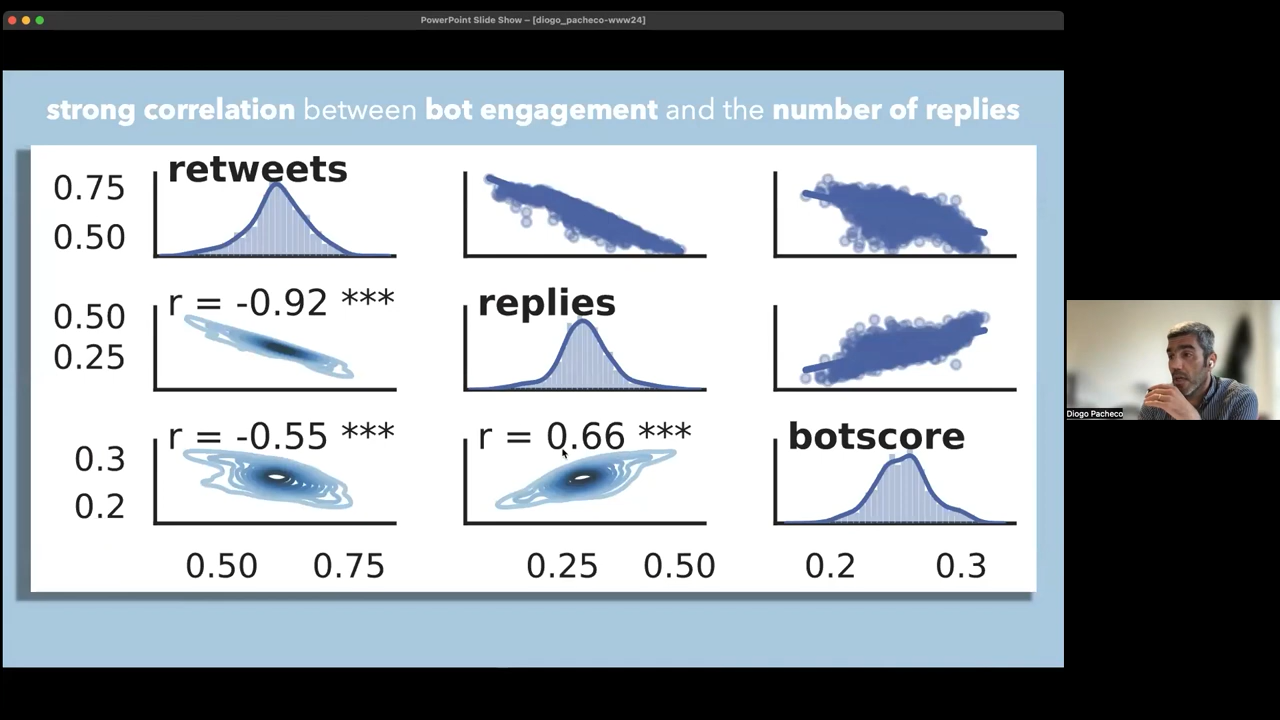 PowerPoint Slide Show ~ [diogo_pacheco-www24]
strong correlation between bot engagement and the number of replies
retweets
0.75
0.50
r = -0.92 ***
replies
0.50
0.25
r = -0.55 ***
r = 0.66 ***
botscore
0.3
0.2
0.50 0.75 0.25 0.50 0.2 0.3
Diogo Pacheco